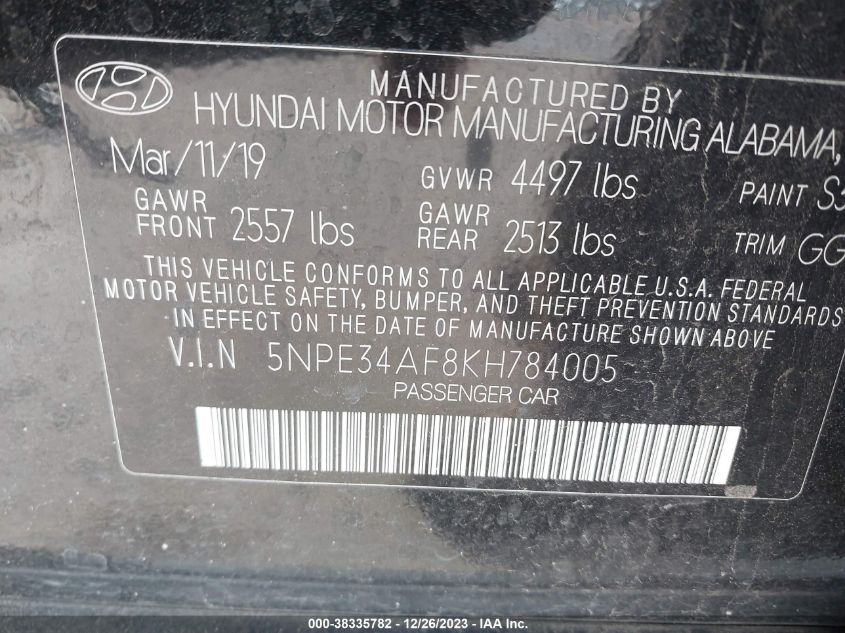 MANUFACTURED BY
HYUNDAI MOTOR MANUFACTURING ALABAMA,
Mar/11/19 GVWR 4497 lbs PAINT
GAWR FRONT 2557 lbs GAWR REAR 2513 lbs TRIM
THIS VEHICLE CONFORMS TO ALL APPLICABLE U.S.A. FEDERAL
MOTOR VEHICLE SAFETY, BUMPER, AND THEFT PREVENTION STANDARDS
IN EFFECT ON THE DATE OF MANUFACTURE SHOWN ABOVE
V.I.N 5NPE34AF8KH784005
PASSENGER CAR
000-38335782 - 12/26/2023 - IAA Inc.